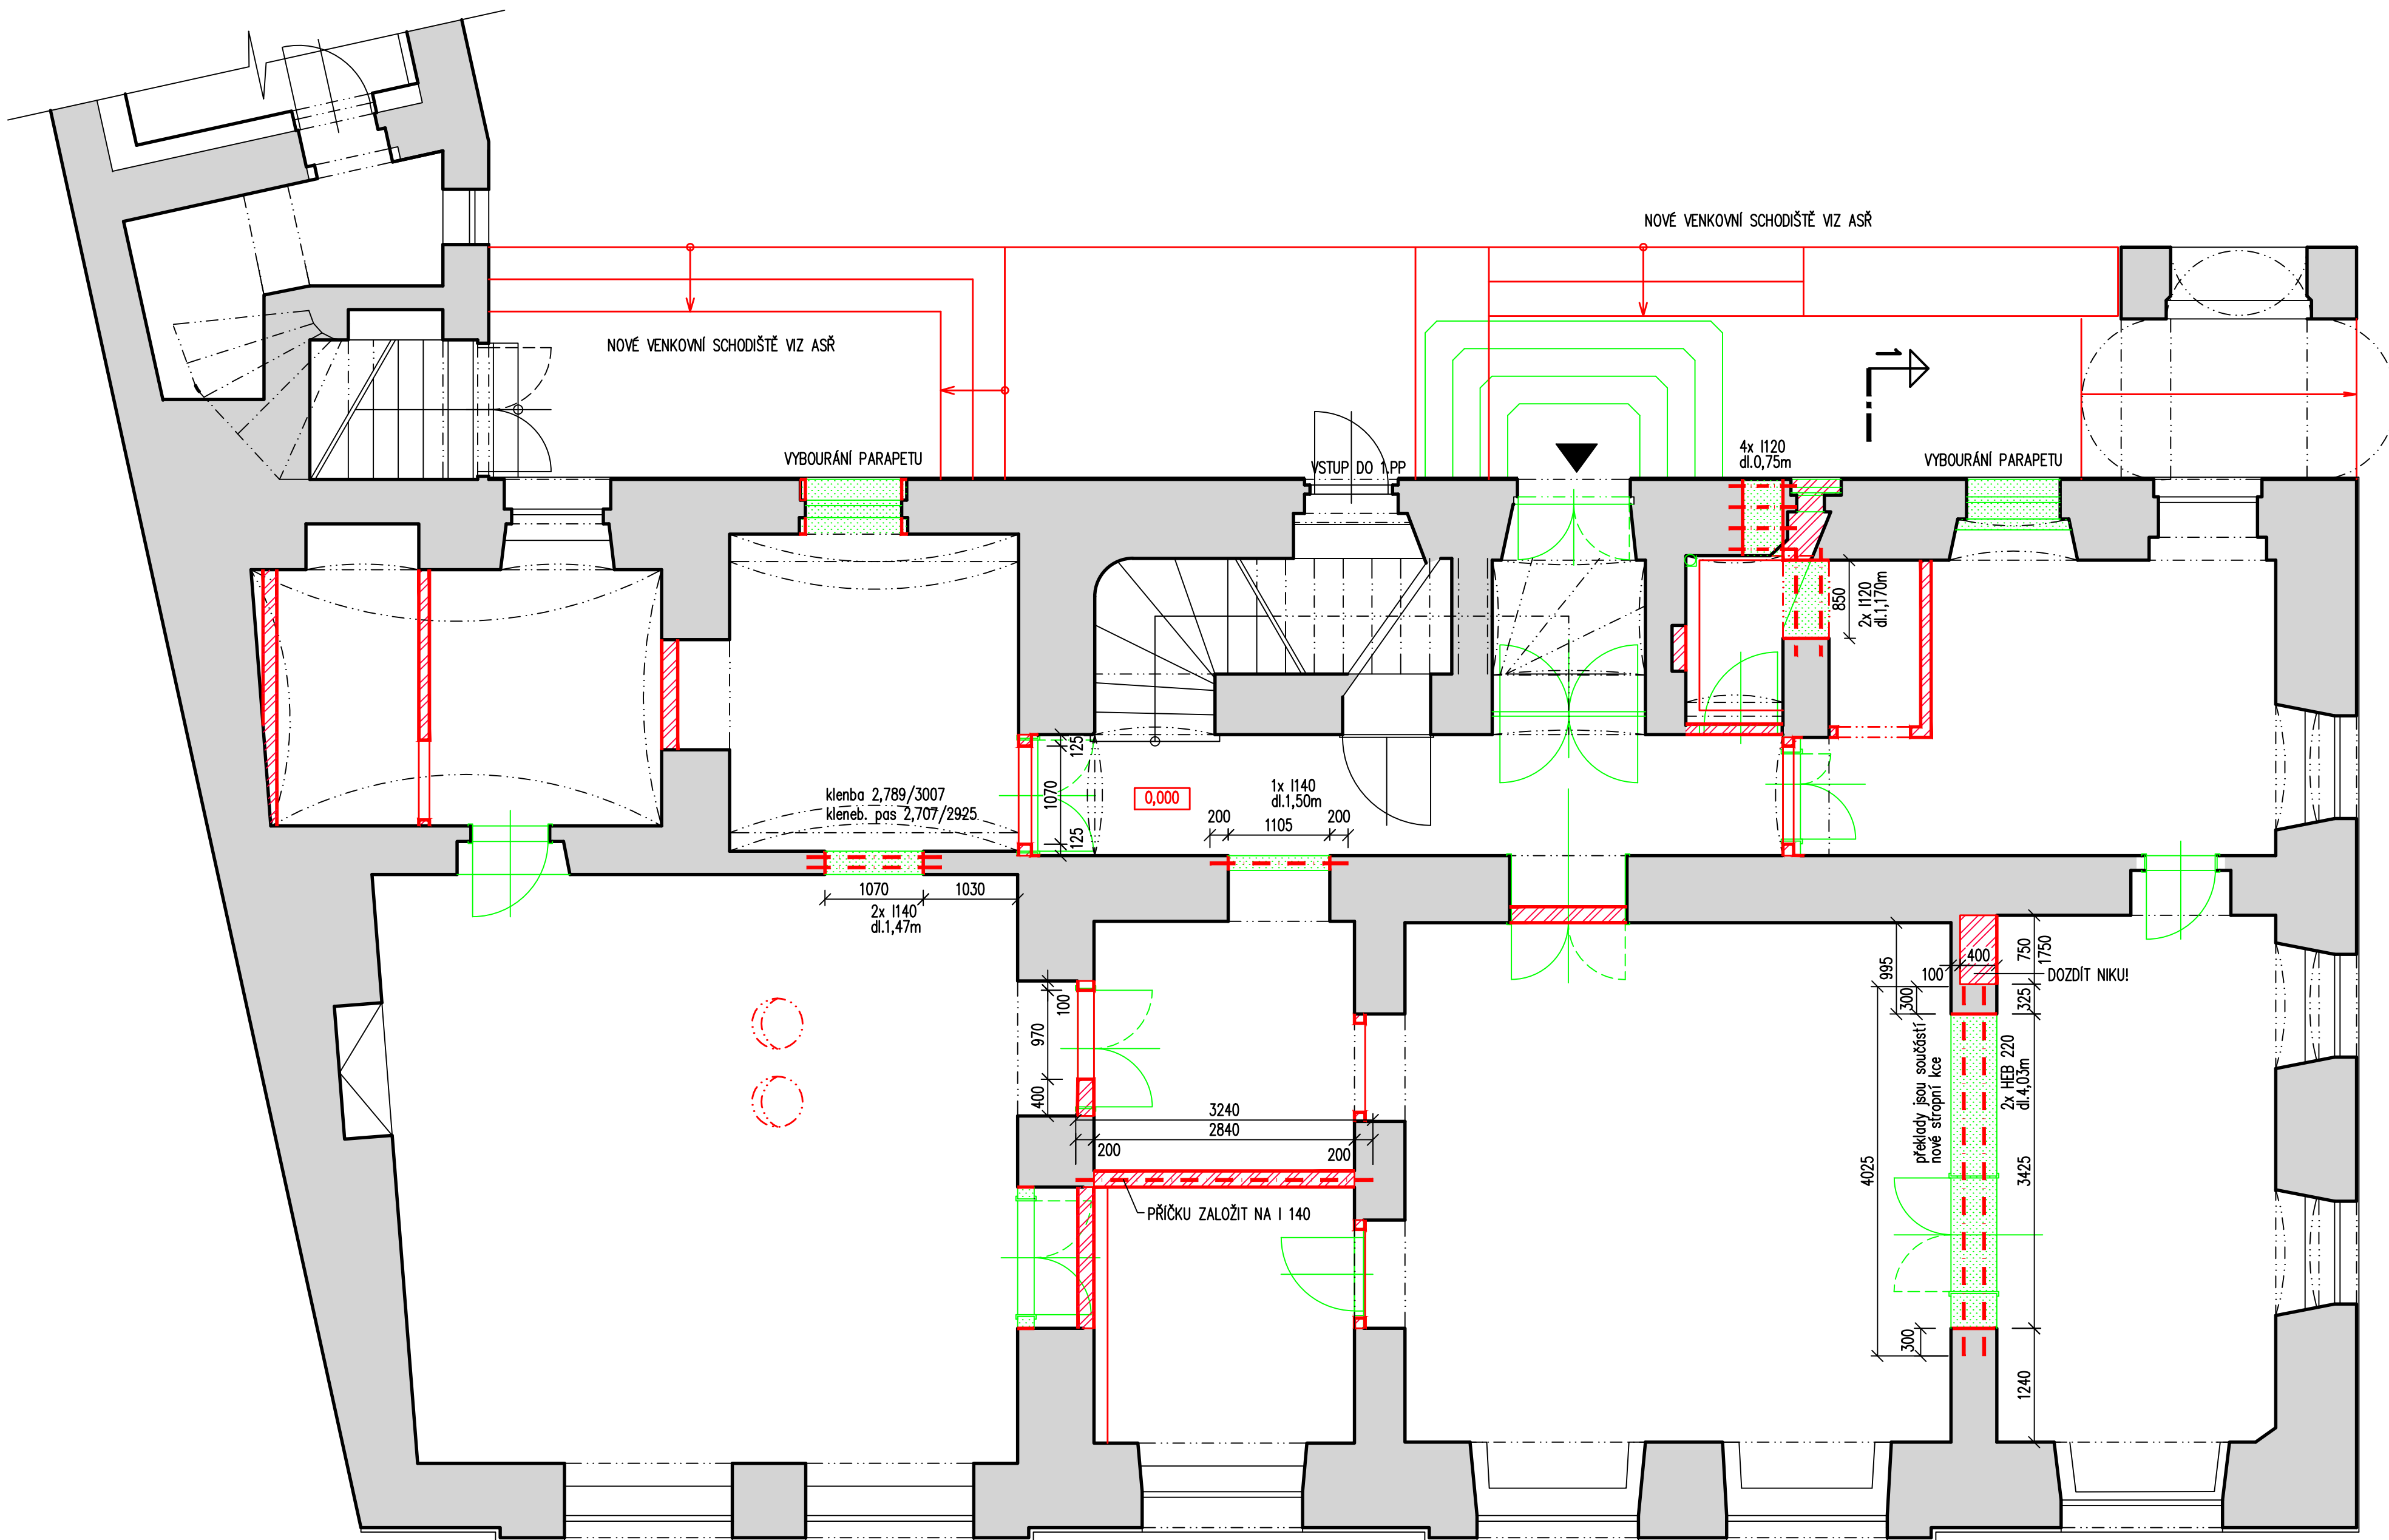 NOVÉ VENKOVNÍ SCHODIŠTĚ VIZ ASŘ
NOVÉ VENKOVNÍ SCHODIŠTĚ VIZ ASŘ
1
VYBOURÁNÍ PARAPETU
VSTUP DO 1.PP
4x I120
dl.0,75m
VYBOURÁNÍ PARAPETU
850
2x I120
dl.1,170m
klenba 2,789/3007
kleneb. pas 2,707/2925
125
1070
125
0,000
1x I140
dl.1,50m
200
1105
200
1070
1030
2x I140
dl.1,47m
995
100
400
750
1750
DOZDÍT NIKU!
300
325
100
970
400
překlady jsou součástí
nové stropní kce
2x HEB 220
dl.4,03m
3240
2840
200
200
4025
3425
PŘÍČKU ZALOŽIT NA I 140
300
1240